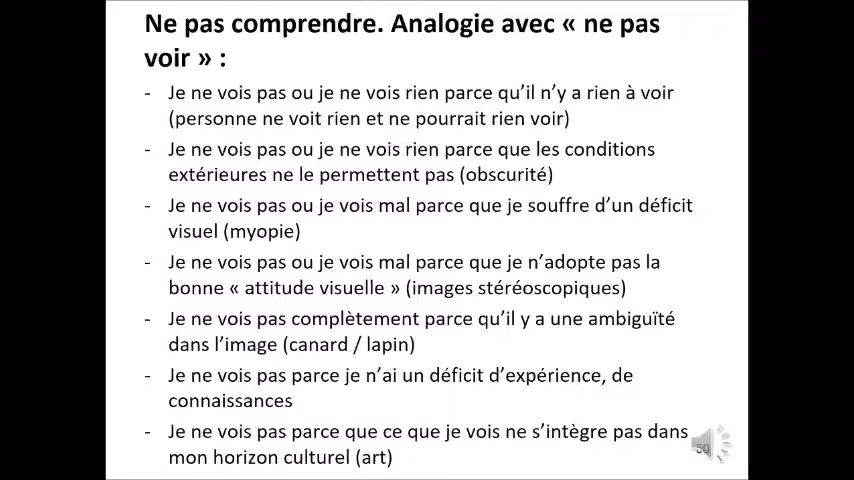 Ne pas comprendre. Analogie avec « ne pas
voir » :
- Je ne vois pas ou je ne vois rien parce qu'il n'y a rien à voir
(personne ne voit rien et ne pourrait rien voir)
- Je ne vois pas ou je ne vois rien parce que les conditions
extérieures ne le permettent pas (obscurité)
- Je ne vois pas ou je vois mal parce que je souffre d'un déficit
visuel (myopie)
- Je ne vois pas ou je vois mal parce que je n'adopte pas la
bonne « attitude visuelle » (images stéréoscopiques)
- Je ne vois pas complètement parce qu'il y a une ambiguïté
dans l'image (canard / lapin)
- Je ne vois pas parce je n'ai un déficit d'expérience, de
connaissances
- Je ne vois pas parce que ce que je vois ne s'intègre pas dans
mon horizon culturel (art)
50